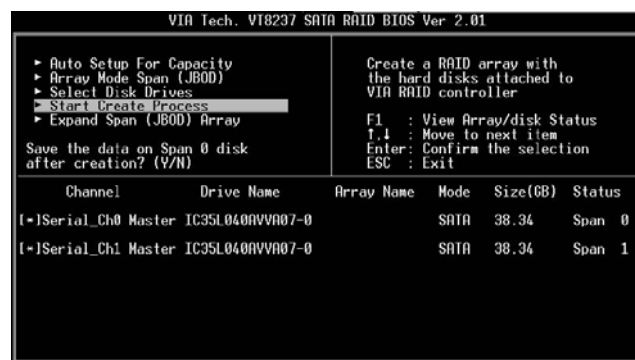 VIA Tech. VT8237 SATA RAID BIOS Ver 2.01
► Auto Setup For Capacity
► Array Mode Span (JBOD)
► Select Disk Drives
► Start Create Process
► Expand Span (JBOD) Array
Save the data on Span 0 disk
after creation? (Y/N)
Create a RAID array with
the hard disks attached to
VIA RAID controller
F1 : View Array/disk Status
↑,↓ : Move to next item
Enter: Confirm the selection
ESC : Exit
Channel Drive Name Array Name Mode Size(GB) Status
[*]Serial_Ch0 Master IC35L040AVVA07-0 SATA 38.34 Span 0
[*]Serial_Ch1 Master IC35L040AVVA07-0 SATA 38.34 Span 1